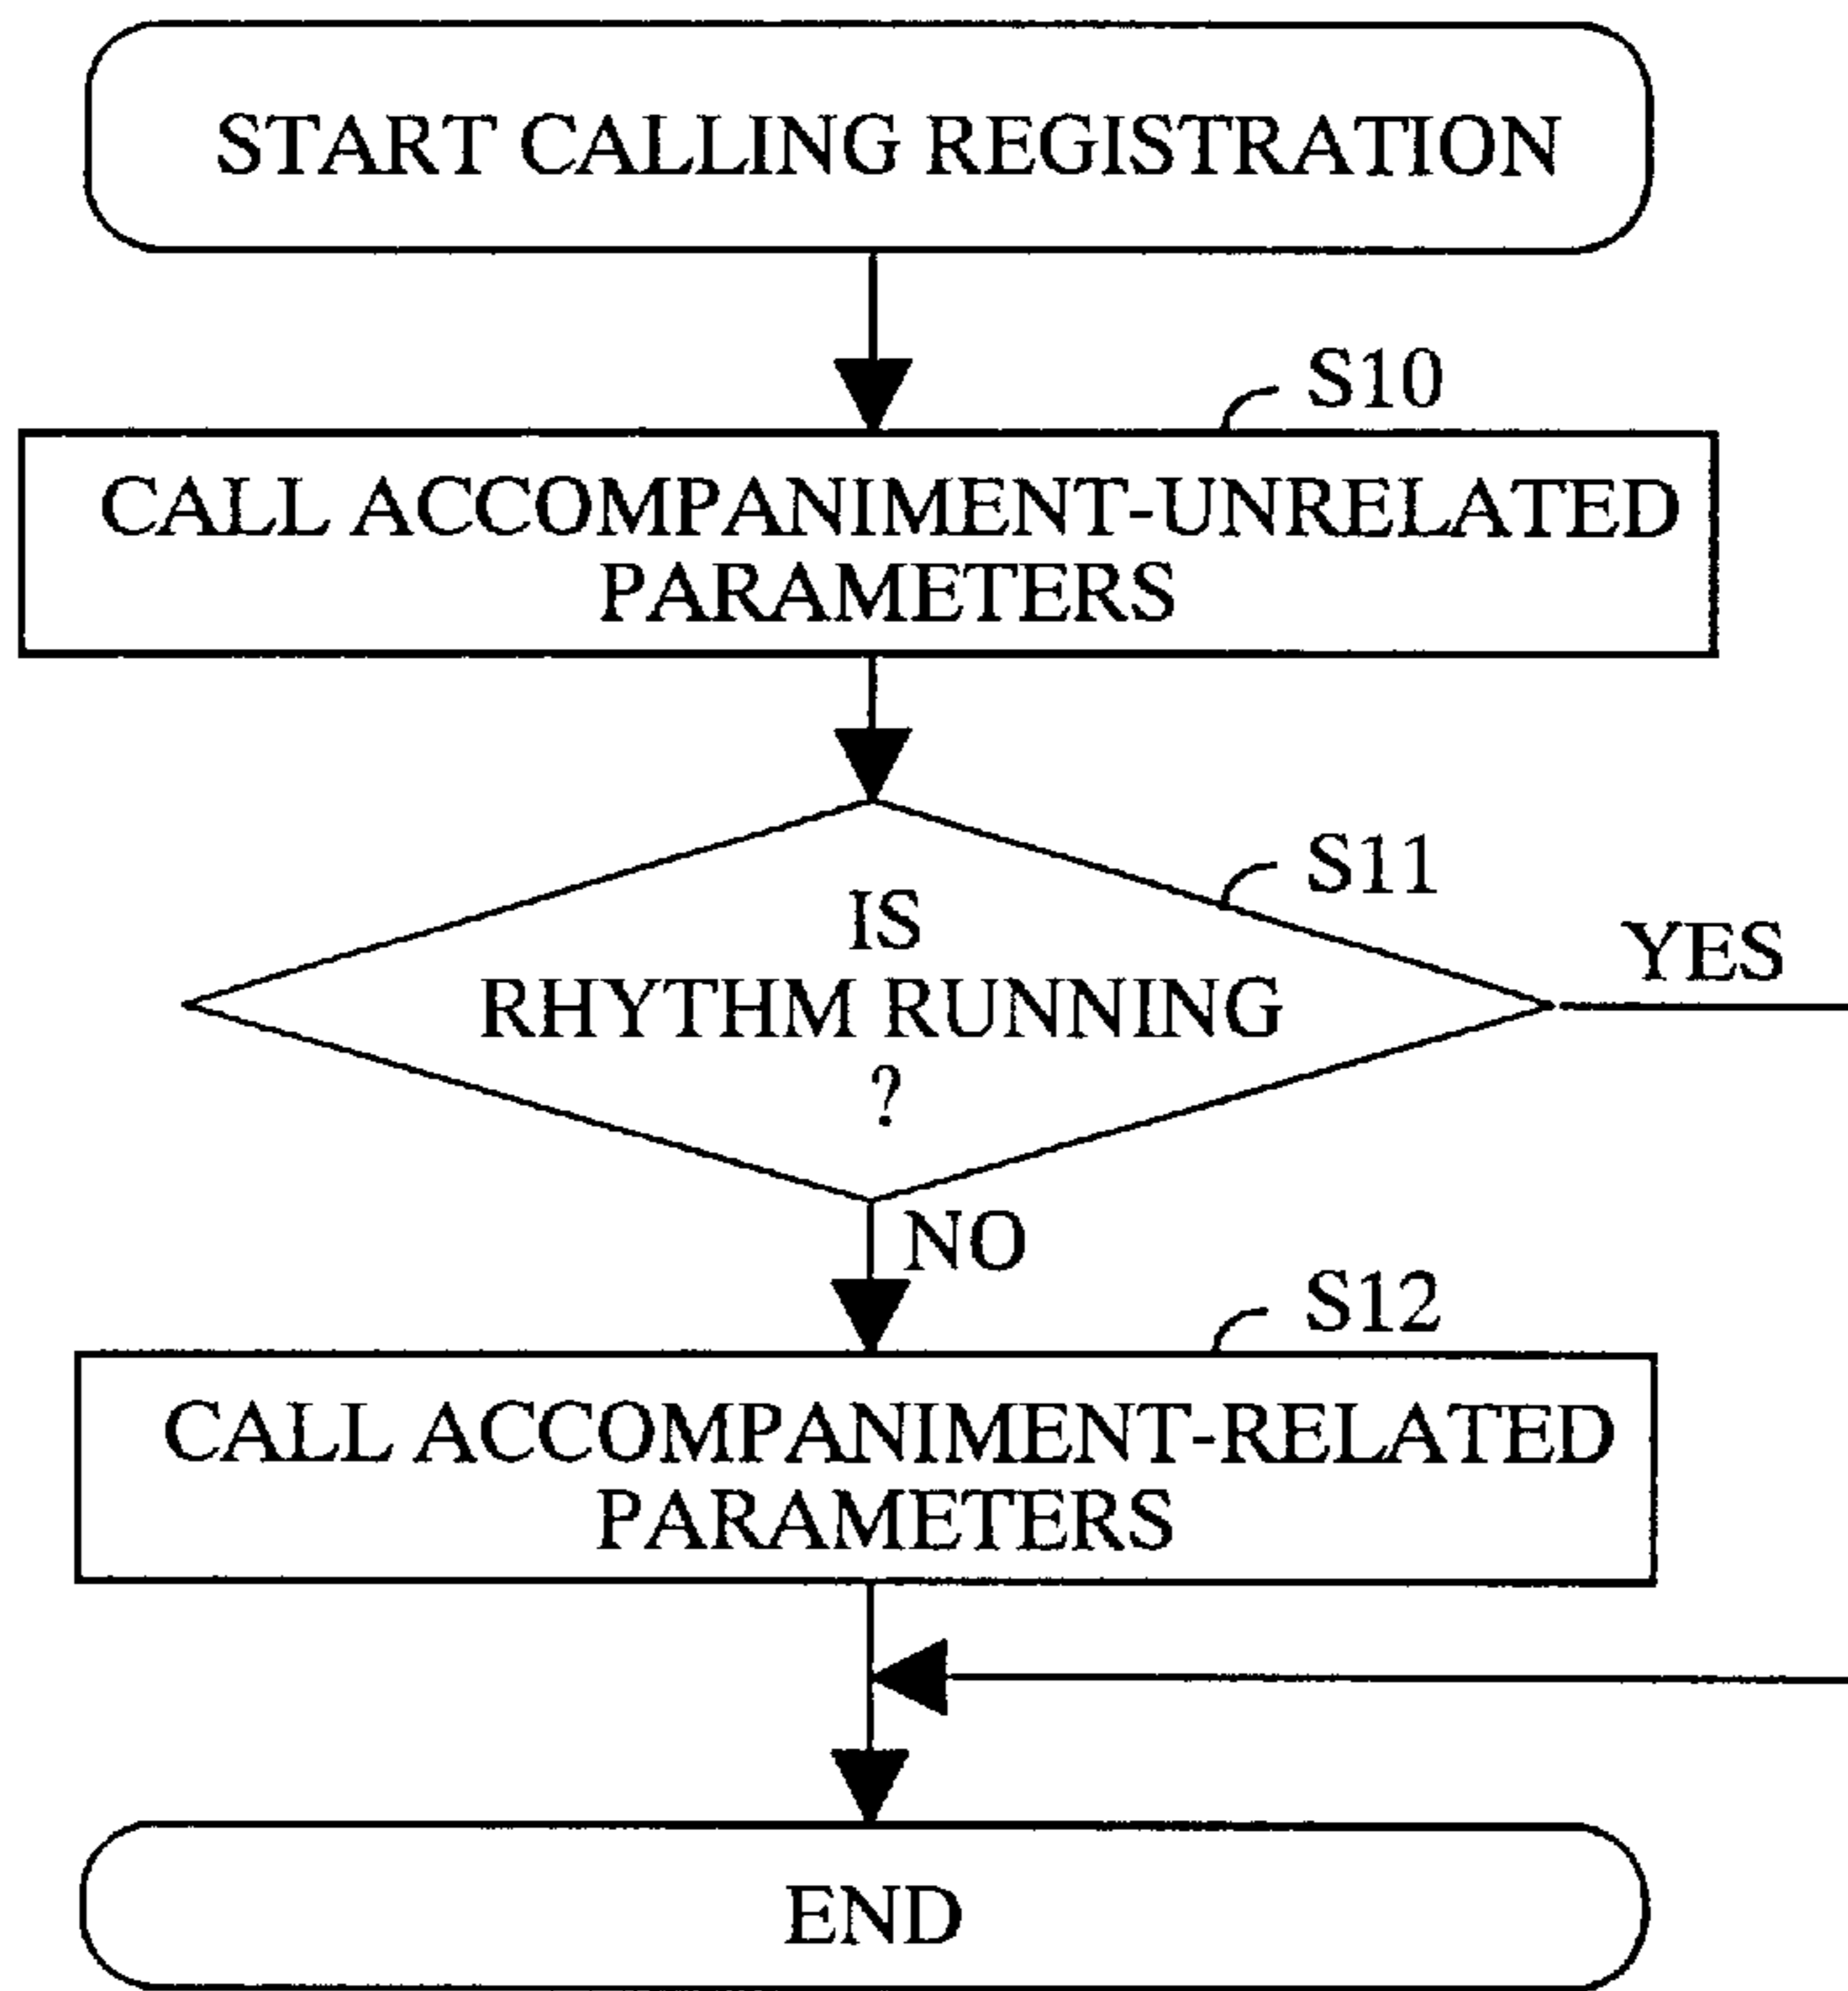 START CALLING REGISTRATION
S10
CALL ACCOMPANIMENT-UNRELATED
PARAMETERS
S11
IS
RHYTHM RUNNING
?
YES
NO
S12
CALL ACCOMPANIMENT-RELATED
PARAMETERS
END